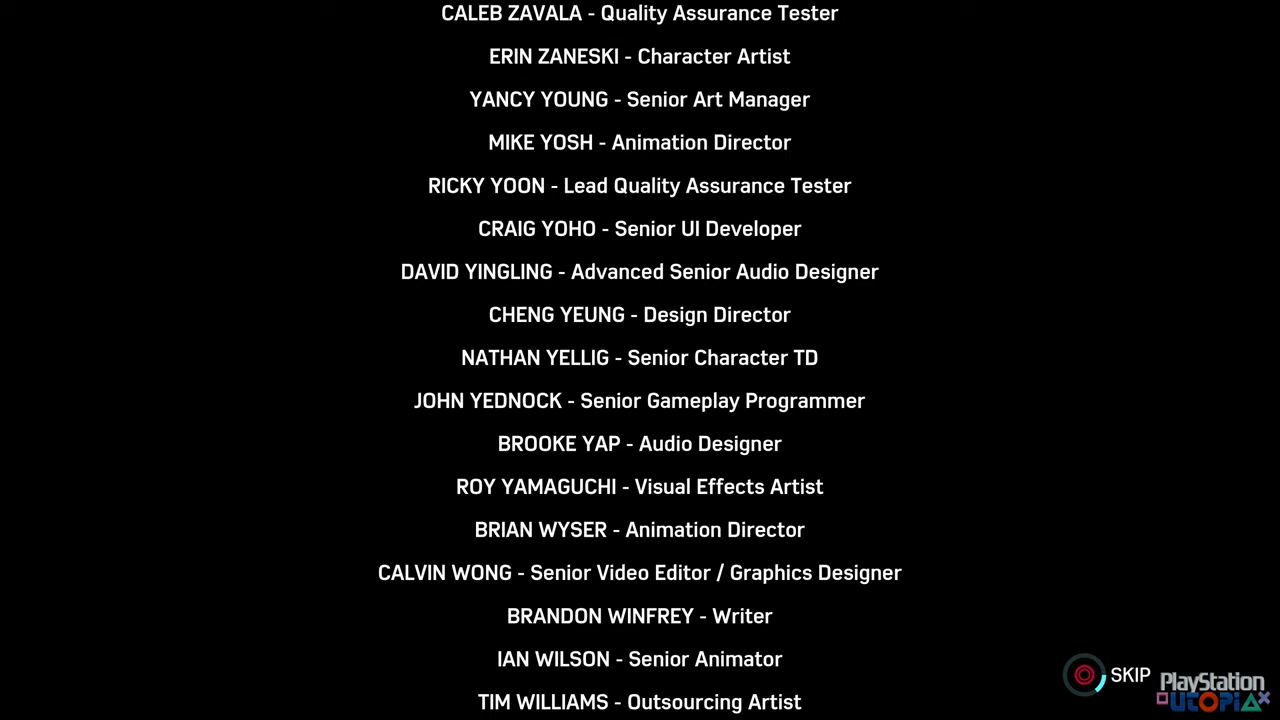 CALEB ZAVALA - Quality Assurance Tester
ERIN ZANESKI - Character Artist
YANCY YOUNG - Senior Art Manager
MIKE YOSH - Animation Director
RICKY YOON - Lead Quality Assurance Tester
CRAIG YOHO - Senior UI Developer
DAVID YINGLING - Advanced Senior Audio Designer
CHENG YEUNG - Design Director
NATHAN YELLIG - Senior Character TD
JOHN YEDNOCK - Senior Gameplay Programmer
BROOKE YAP - Audio Designer
ROY YAMAGUCHI - Visual Effects Artist
BRIAN WYSER - Animation Director
CALVIN WONG - Senior Video Editor / Graphics Designer
BRANDON WINFREY - Writer
IAN WILSON - Senior Animator
TIM WILLIAMS - Outsourcing Artist
SKIP
PlayStation
UTOPIA